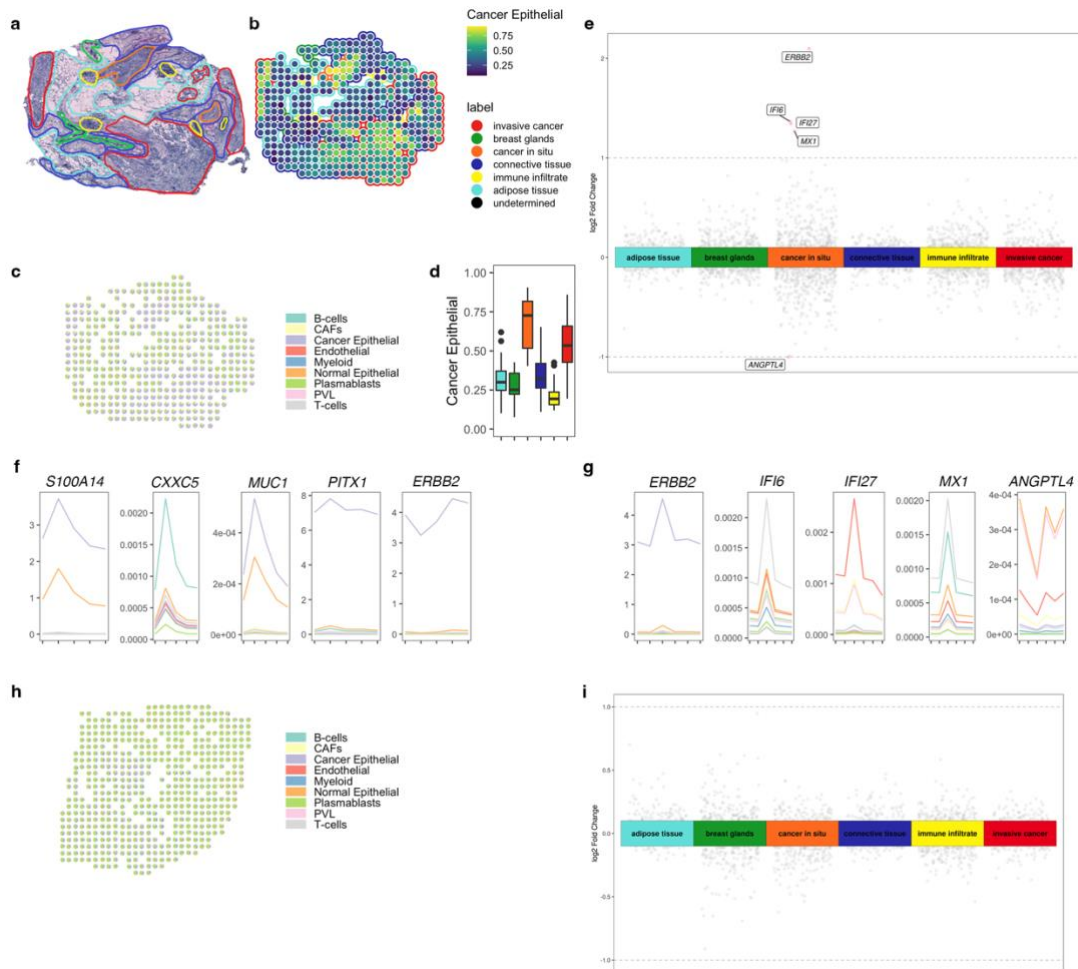 a
b
Cancer Epithelial
0.75
0.50
0.25
label
invasive cancer
breast glands
cancer in situ
connective tissue
immune infiltrate
adipose tissue
undetermined
c
B-cells
CAFs
Cancer Epithelial
Endothelial
Myeloid
Normal Epithelial
Plasmablasts
PVL
T-cells
d
Cancer Epithelial
1.00
0.75
0.50
0.25
0.00
e
log2 Fold Change
2
1
0
-1
ERBB2
IFI6
IFI27
MX1
adipose tissue
breast glands
cancer in situ
connective tissue
immune infiltrate
invasive cancer
ANGPTL4
f
S100A14
3
2
1
0
CXXC5
0.0020
0.0015
0.0010
0.0005
0.0000
MUC1
4e-04
2e-04
0e+00
PITX1
8
6
4
2
0
ERBB2
4
2
0
g
ERBB2
4
3
2
1
0
IFI6
0.0025
0.0020
0.0015
0.0010
0.0005
0.0000
IFI27
0.002
0.001
0.000
MX1
0.0020
0.0015
0.0010
0.0005
0.0000
ANGPTL4
4e-04
3e-04
2e-04
1e-04
0e+00
h
B-cells
CAFs
Cancer Epithelial
Endothelial
Myeloid
Normal Epithelial
Plasmablasts
PVL
T-cells
i
log2 Fold Change
1.0
0.5
0.0
-0.5
-1.0
adipose tissue
breast glands
cancer in situ
connective tissue
immune infiltrate
invasive cancer